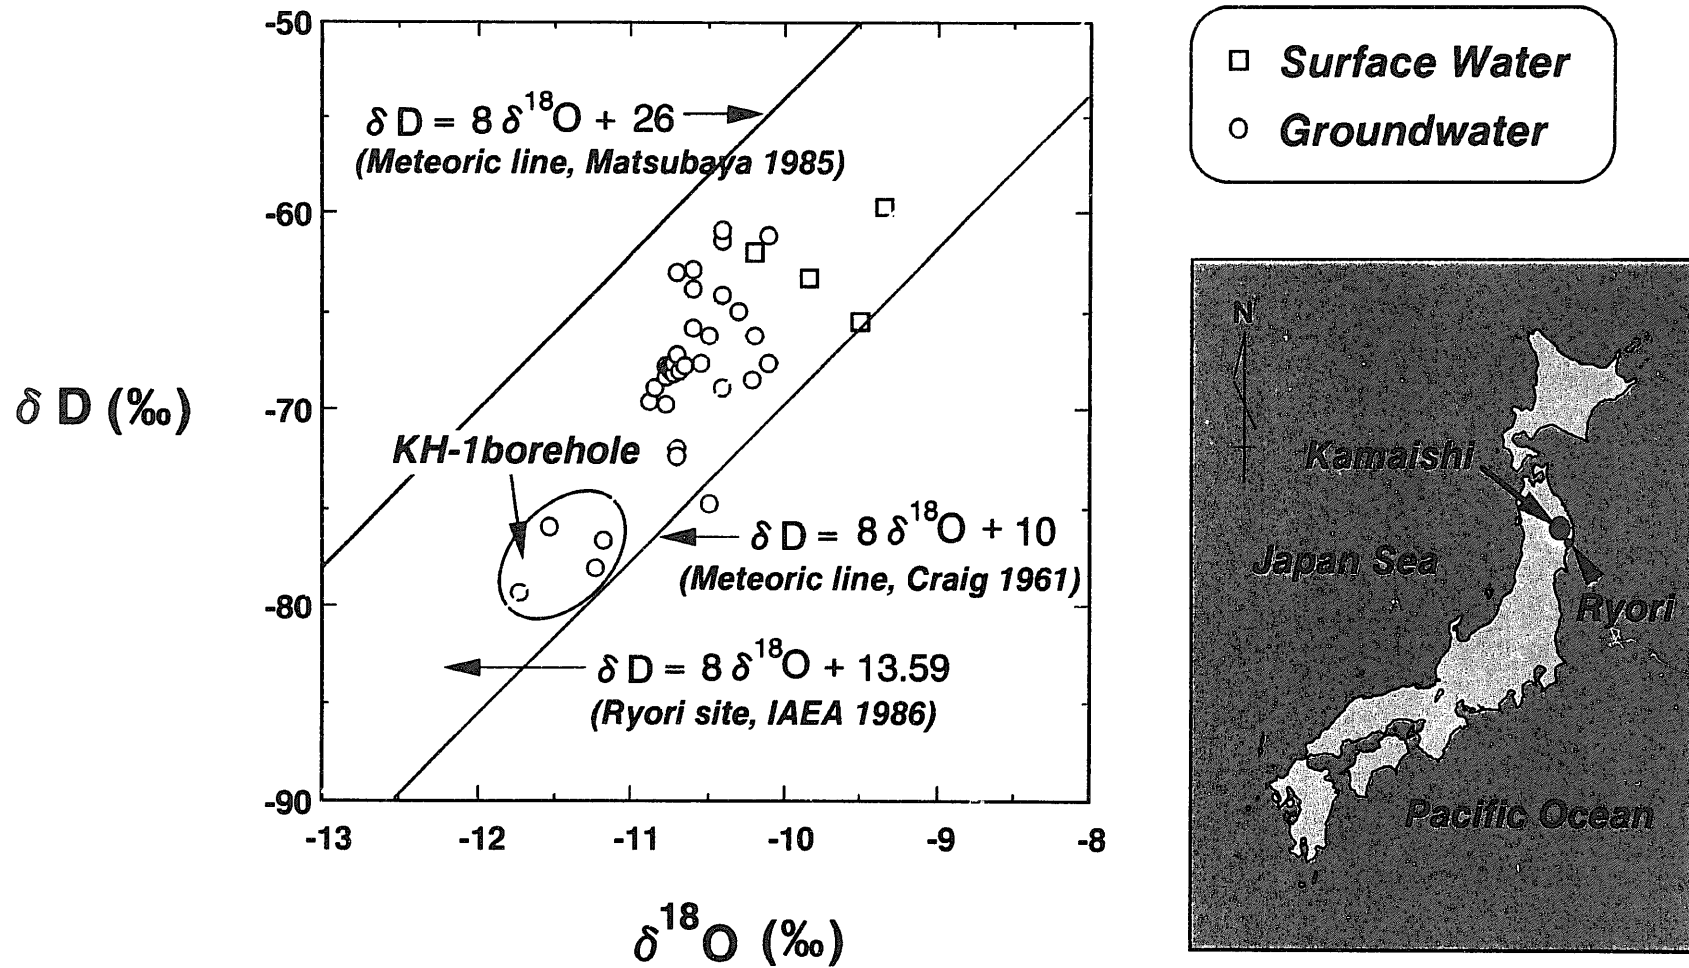 -50
-60
-70
-80
-90
δ D (‰)
δ D = 8 δ¹⁸O + 26
(Meteoric line, Matsubaya 1985)
KH-1borehole
δ D = 8 δ¹⁸O + 10
(Meteoric line, Craig 1961)
δ D = 8 δ¹⁸O + 13.59
(Ryori site, IAEA 1986)
-13 -12 -11 -10 -9 -8
δ¹⁸O (‰)
Surface Water
Groundwater
N
Kamaishi
Japan Sea
Ryori
Pacific Ocean